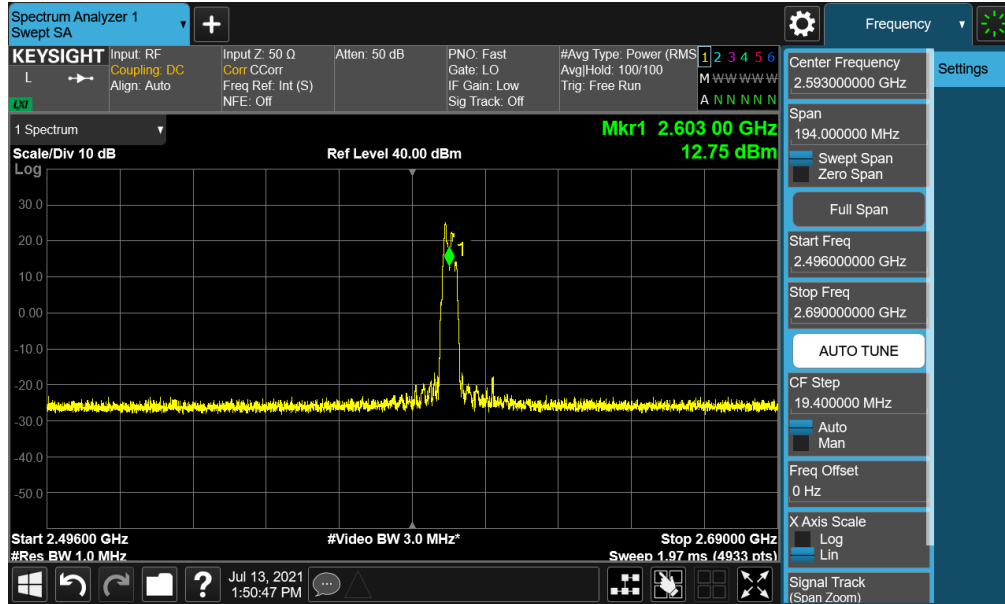 Spectrum Analyzer 1
Swept SA
+
Frequency
KEYSIGHT
L
LXI
Input: RF
Coupling: DC
Align: Auto
Input Z: 50 Ω
Corr CCorr
Freq Ref: Int (S)
NFE: Off
Atten: 50 dB
PNO: Fast
Gate: LO
IF Gain: Low
Sig Track: Off
#Avg Type: Power (RMS
Avg|Hold: 100/100
Trig: Free Run
1 2 3 4 5 6
M W W W W W
A N N N N N
1 Spectrum
Mkr1 2.603 00 GHz
12.75 dBm
Scale/Div 10 dB
Ref Level 40.00 dBm
Log
30.0
20.0
10.0
0.00
-10.0
-20.0
-30.0
-40.0
-50.0
1
Start 2.49600 GHz
#Video BW 3.0 MHz*
Stop 2.69000 GHz
#Res BW 1.0 MHz
Sweep 1.97 ms (4933 pts)
?
Jul 13, 2021
1:50:47 PM
Center Frequency
2.593000000 GHz
Span
194.000000 MHz
Swept Span
Zero Span
Full Span
Start Freq
2.496000000 GHz
Stop Freq
2.690000000 GHz
AUTO TUNE
CF Step
19.400000 MHz
Auto
Man
Freq Offset
0 Hz
X Axis Scale
Log
Lin
Signal Track
(Span Zoom)
Settings